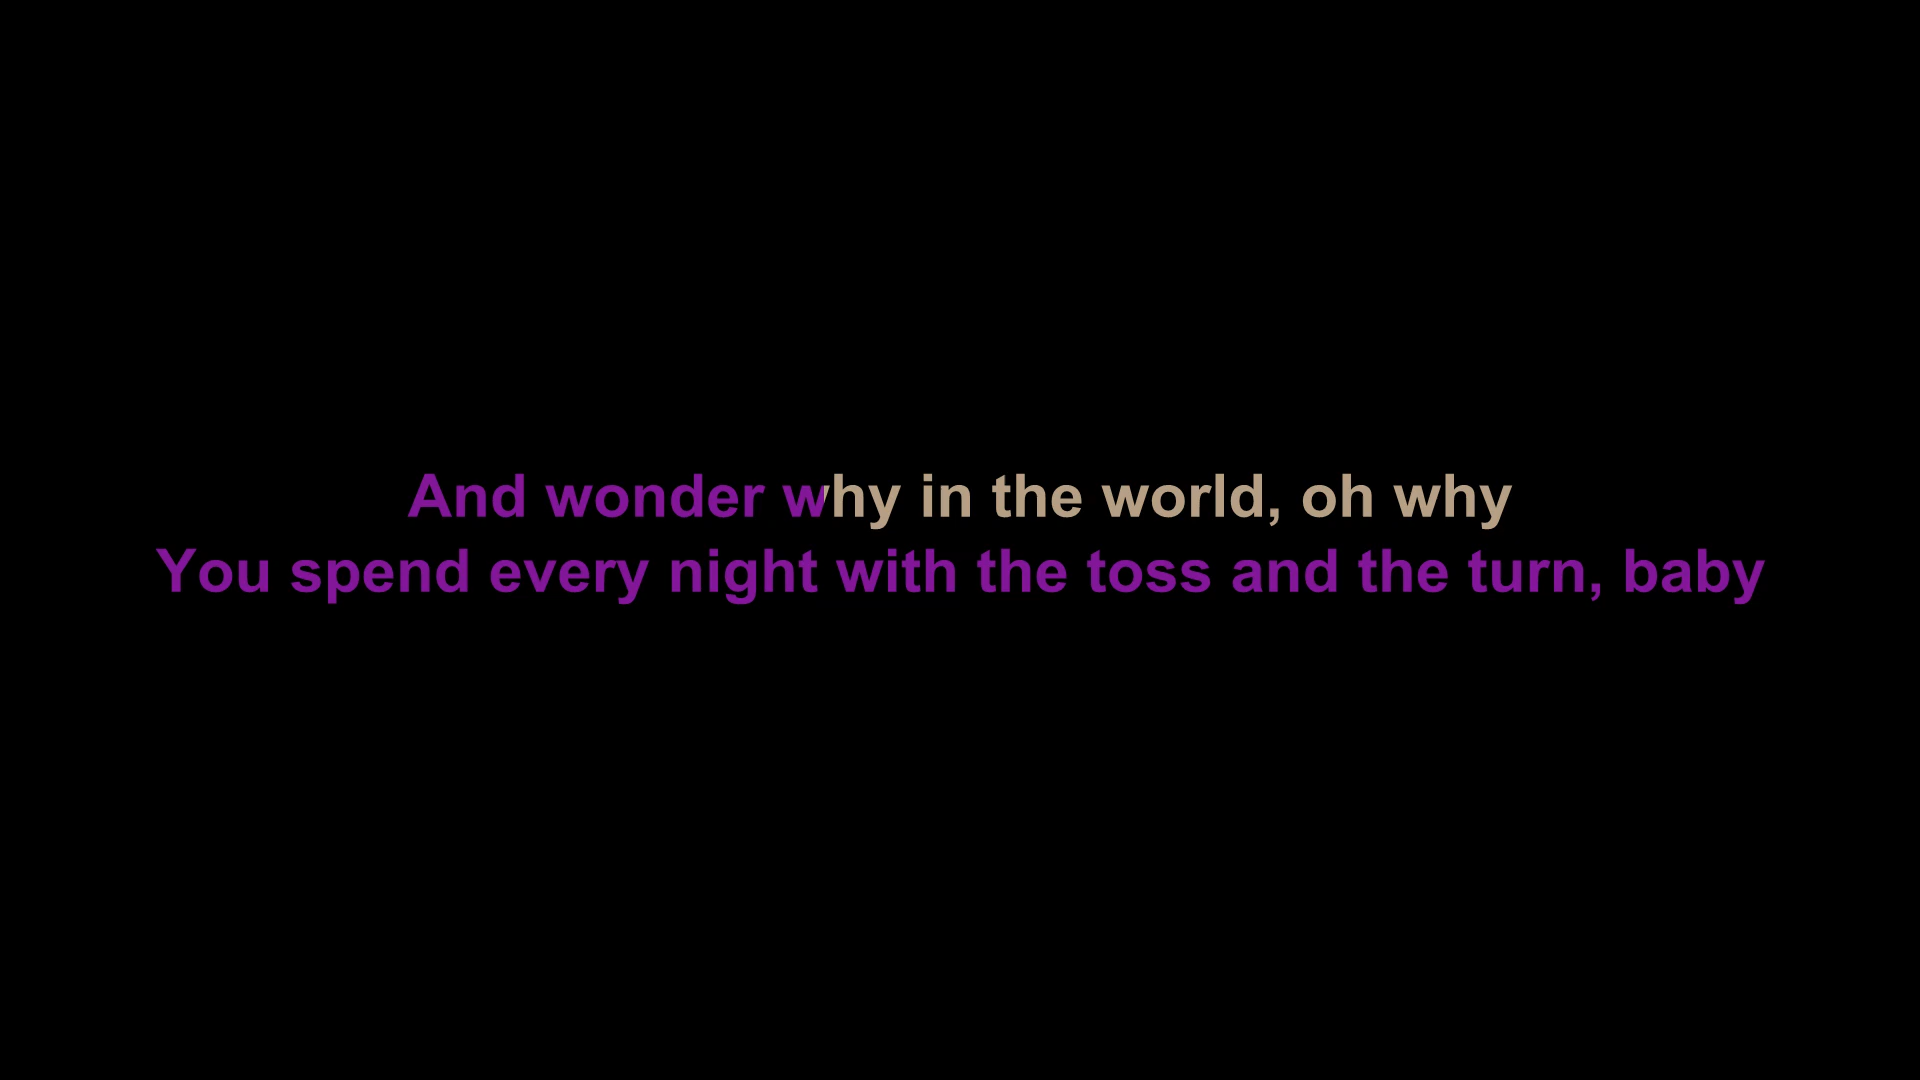 And wonder why in the world, oh why
You spend every night with the toss and the turn, baby